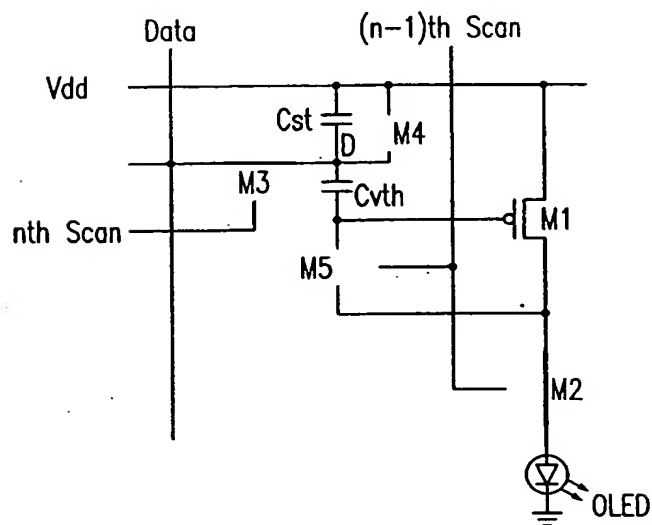 Data
(n-1)th Scan
Vdd
Cst
M4
D
M3
Cvth
nth Scan
M1
M5
M2
OLED